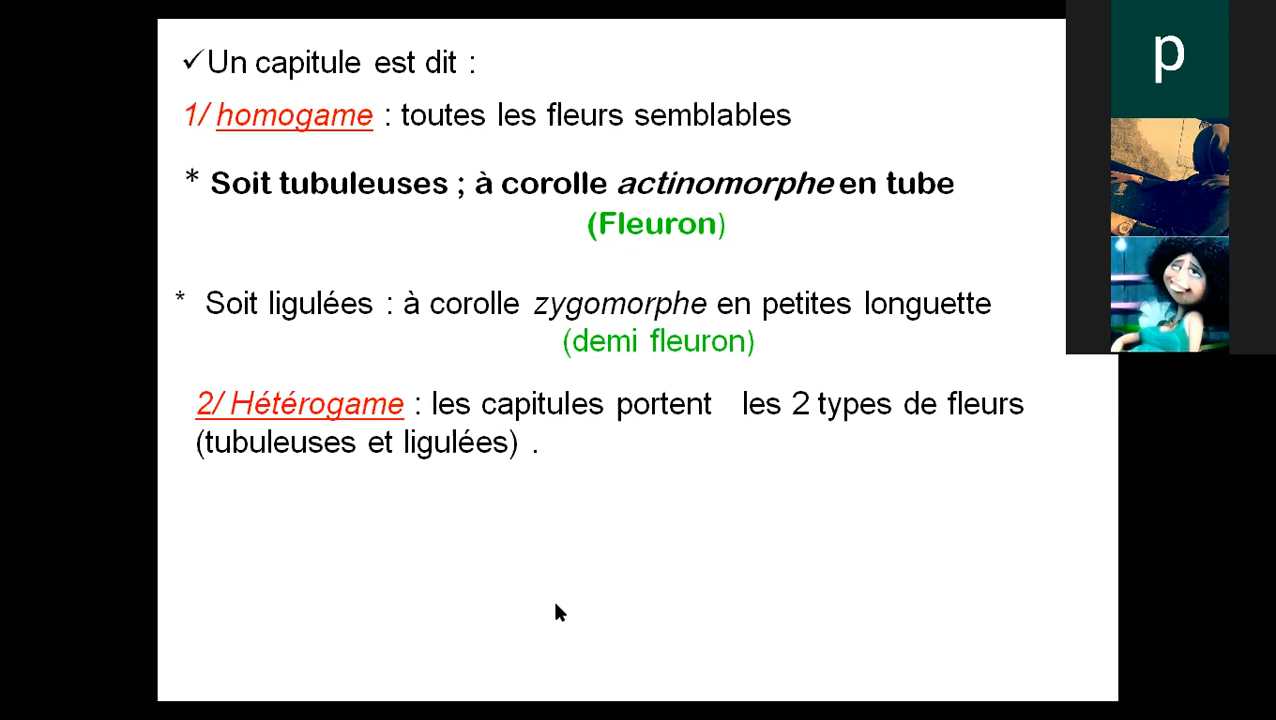 ✓Un capitule est dit :
1/ homogame : toutes les fleurs semblables
* Soit tubuleuses ; à corolle actinomorphe en tube
(Fleuron)
* Soit ligulées : à corolle zygomorphe en petites longuette
(demi fleuron)
2/ Hétérogame : les capitules portent les 2 types de fleurs
(tubuleuses et ligulées) .
p